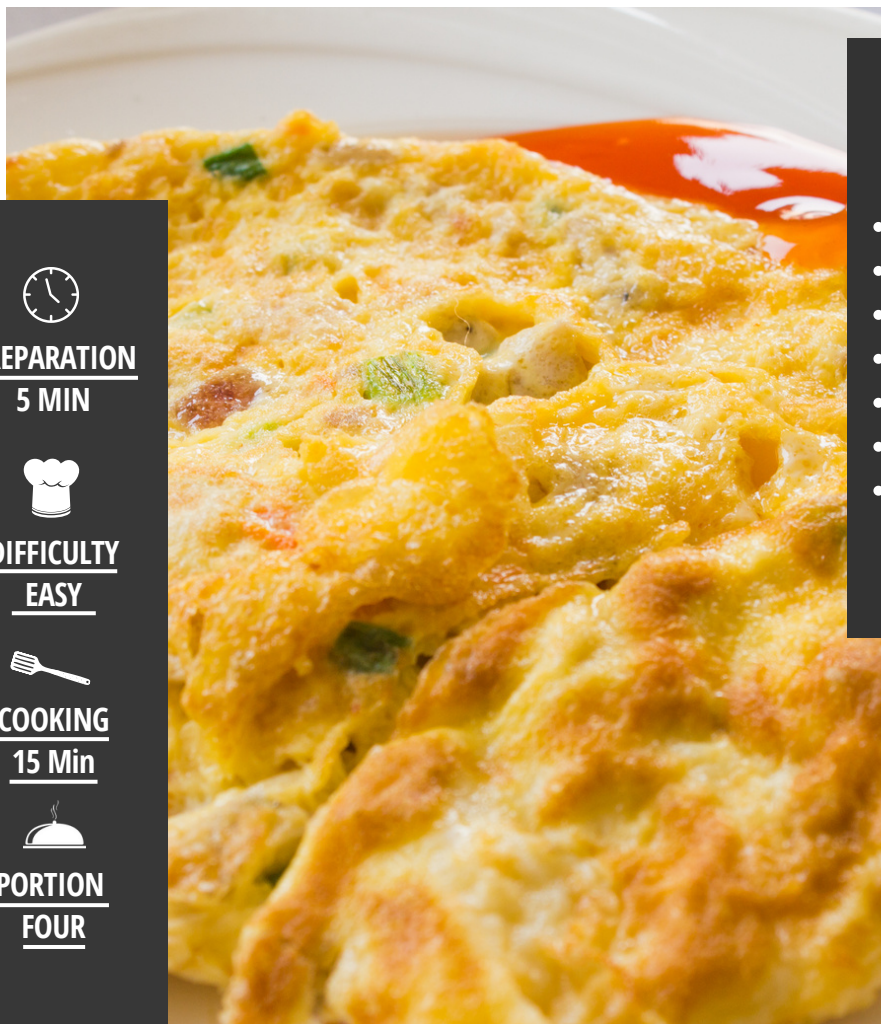 EPARATION
5 MIN
DIFFICULTY
EASY
COOKING
15 Min
PORTION
FOUR